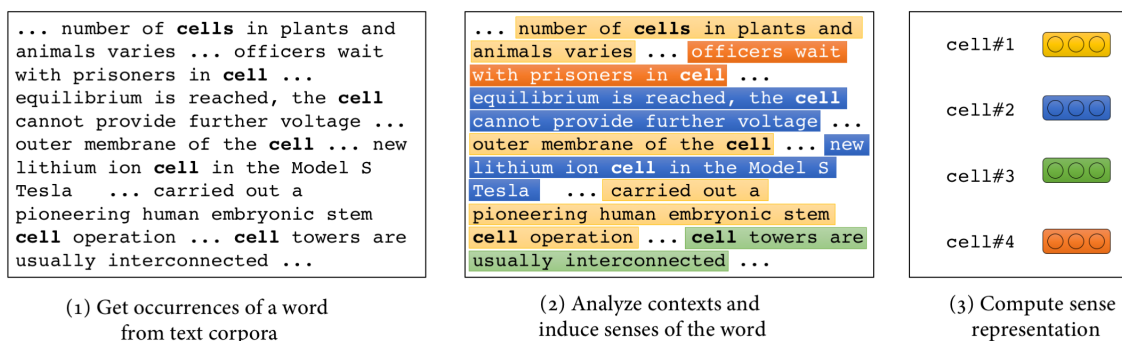 ... number of cells in plants and
animals varies ... officers wait
with prisoners in cell ...
equilibrium is reached, the cell
cannot provide further voltage ...
outer membrane of the cell ... new
lithium ion cell in the Model S
Tesla ... carried out a
pioneering human embryonic stem
cell operation ... cell towers are
usually interconnected ...
(1) Get occurrences of a word
from text corpora
... number of cells in plants and
animals varies ... officers wait
with prisoners in cell ...
equilibrium is reached, the cell
cannot provide further voltage ...
outer membrane of the cell ... new
lithium ion cell in the Model S
Tesla ... carried out a
pioneering human embryonic stem
cell operation ... cell towers are
usually interconnected ...
(2) Analyze contexts and
induce senses of the word
cell#1
cell#2
cell#3
cell#4
(3) Compute sense
representation